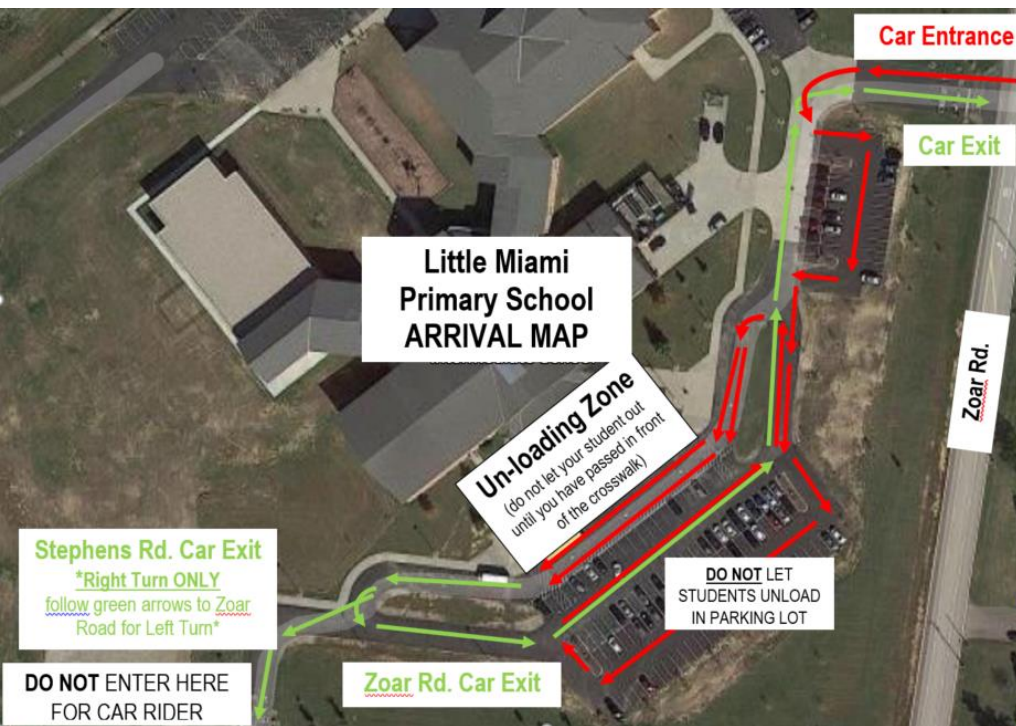 Car Entrance
Car Exit
Little Miami
Primary School
ARRIVAL MAP
Zoar Rd.
Un-loading Zone
(do not let your student out
until you have passed in front
of the crosswalk)
Stephens Rd. Car Exit
*Right Turn ONLY
follow green arrows to Zoar
Road for Left Turn*
DO NOT LET
STUDENTS UNLOAD
IN PARKING LOT
DO NOT ENTER HERE
FOR CAR RIDER
Zoar Rd. Car Exit